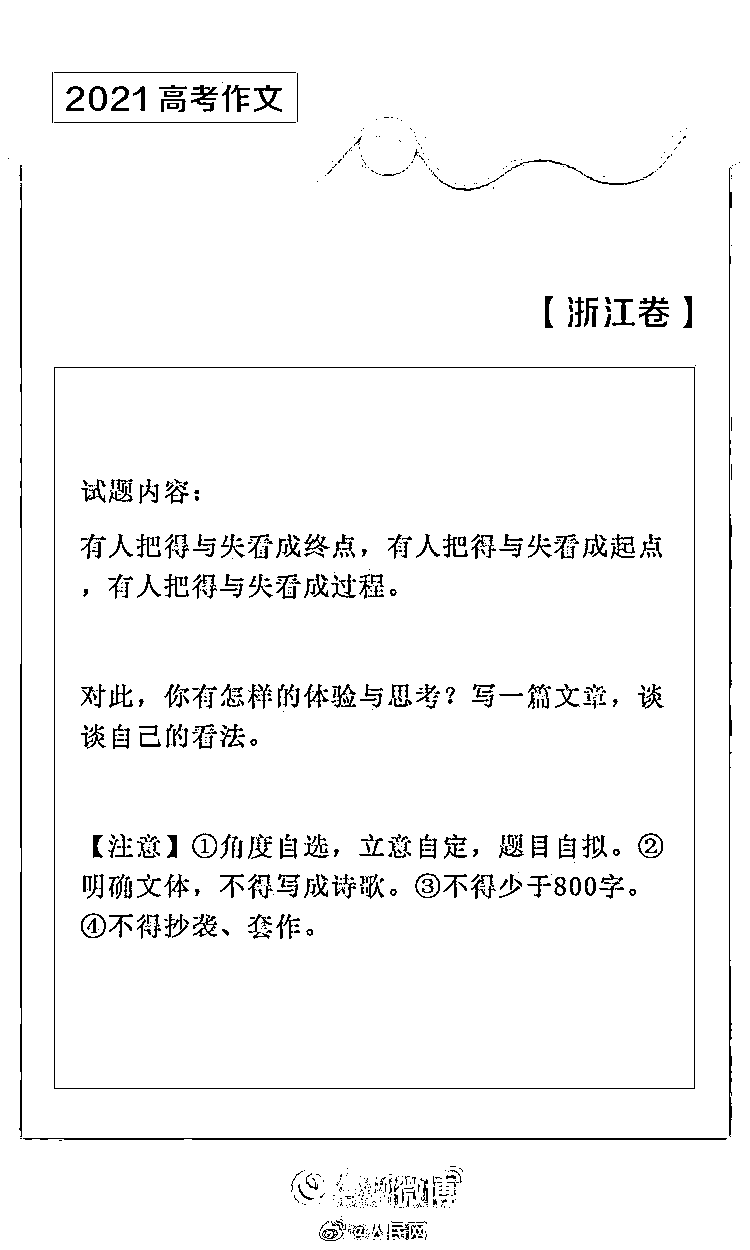 2021高考作文
【浙江卷】
试题内容：
有人把得与失看成终点，有人把得与失看成起点
，有人把得与失看成过程。
对此，你有怎样的体验与思考？写一篇文章，谈
谈自己的看法。
【注意】①角度自选，立意自定，题目自拟。②
明确文体，不得写成诗歌。③不得少于800字。
④不得抄袭、套作。
微博
@人民网